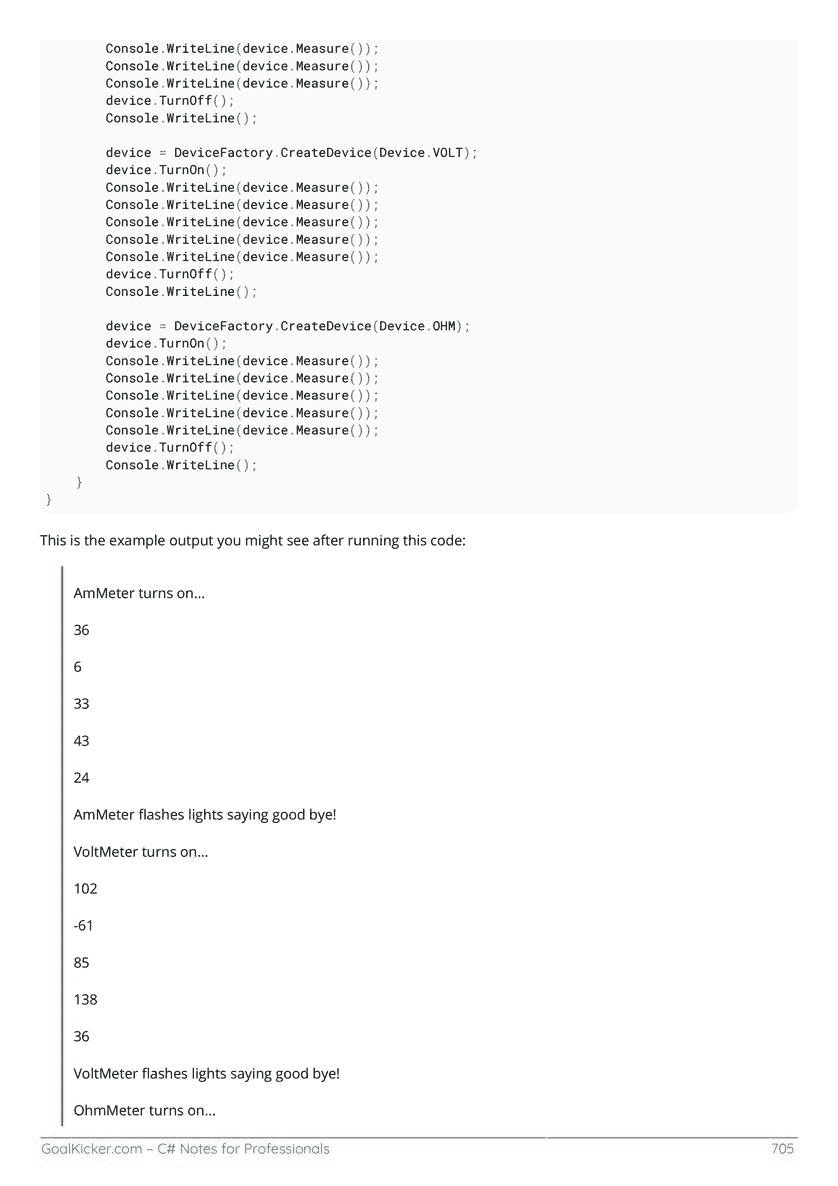 Console.WriteLine(device.Measure());
Console.WriteLine(device.Measure());
Console.WriteLine(device.Measure());
device.TurnOff();
Console.WriteLine();
device = DeviceFactory.CreateDevice(Device.VOLT);
device.TurnOn();
Console.WriteLine(device.Measure());
Console.WriteLine(device.Measure());
Console.WriteLine(device.Measure());
Console.WriteLine(device.Measure());
Console.WriteLine(device.Measure());
device.TurnOff();
Console.WriteLine();
device = DeviceFactory.CreateDevice(Device.OHM);
device.TurnOn();
Console.WriteLine(device.Measure());
Console.WriteLine(device.Measure());
Console.WriteLine(device.Measure());
Console.WriteLine(device.Measure());
Console.WriteLine(device.Measure());
device.TurnOff();
Console.WriteLine();
}
}
This is the example output you might see after running this code:
AmMeter turns on...
36
6
33
43
24
AmMeter flashes lights saying good bye!
VoltMeter turns on...
102
-61
85
138
36
VoltMeter flashes lights saying good bye!
OhmMeter turns on...
GoalKicker.com – C# Notes for Professionals 705